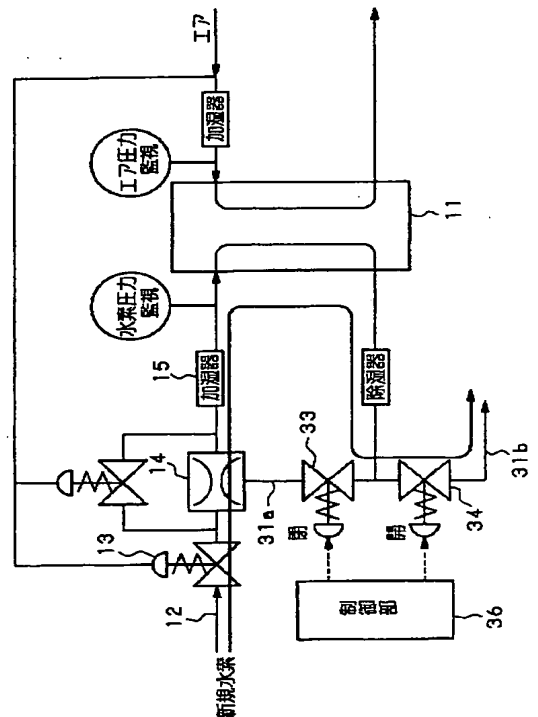 エア
加湿器
エア圧力
監視
11
水素圧力
監視
15
加湿器
除湿器
14
33
31a
閉
開
34
31b
13
12
新規水素
制御部
36